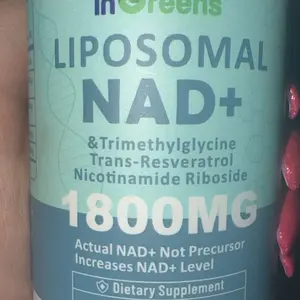 inGreens
LIPOSOMAL
NAD+
&Trimethylglycine
Trans-Resveratrol
Nicotinamide Riboside
1800MG
Actual NAD+ Not Precursor
Increases NAD+ Level
Dietary Supplement